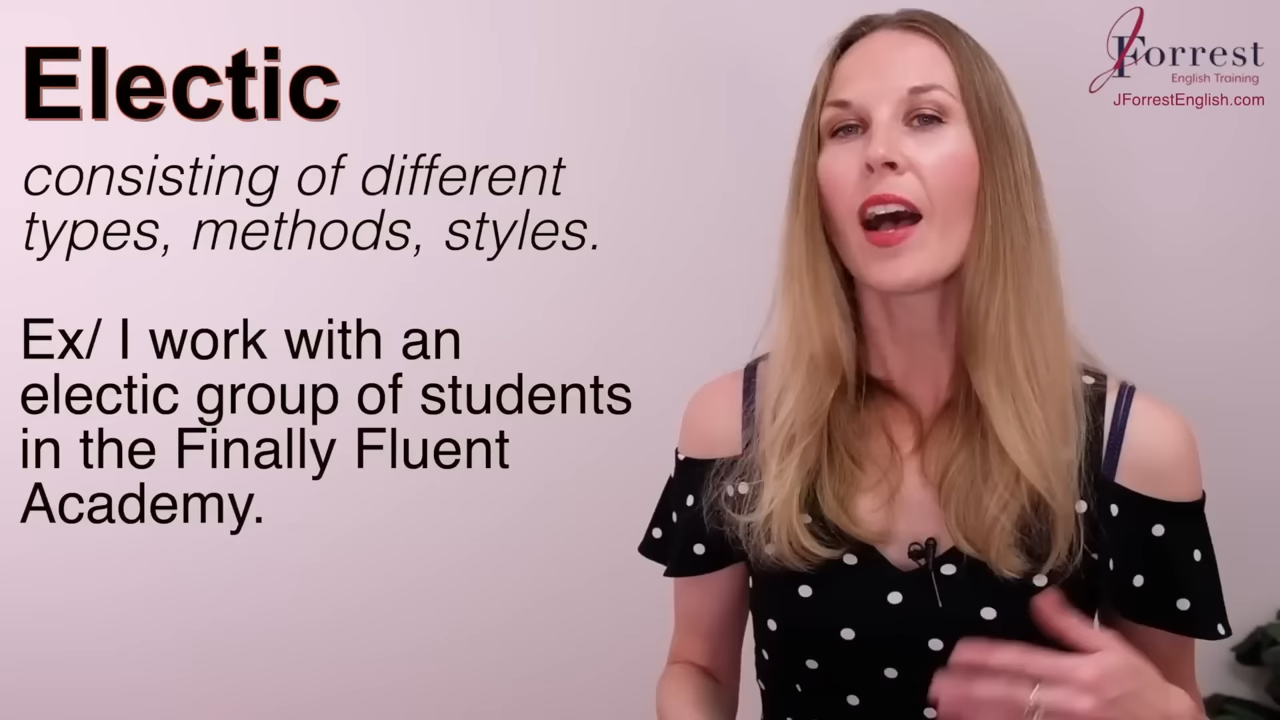 Electic
consisting of different
types, methods, styles.
Ex/ I work with an
electic group of students
in the Finally Fluent
Academy.
JForrest
English Training
JForrestEnglish.com